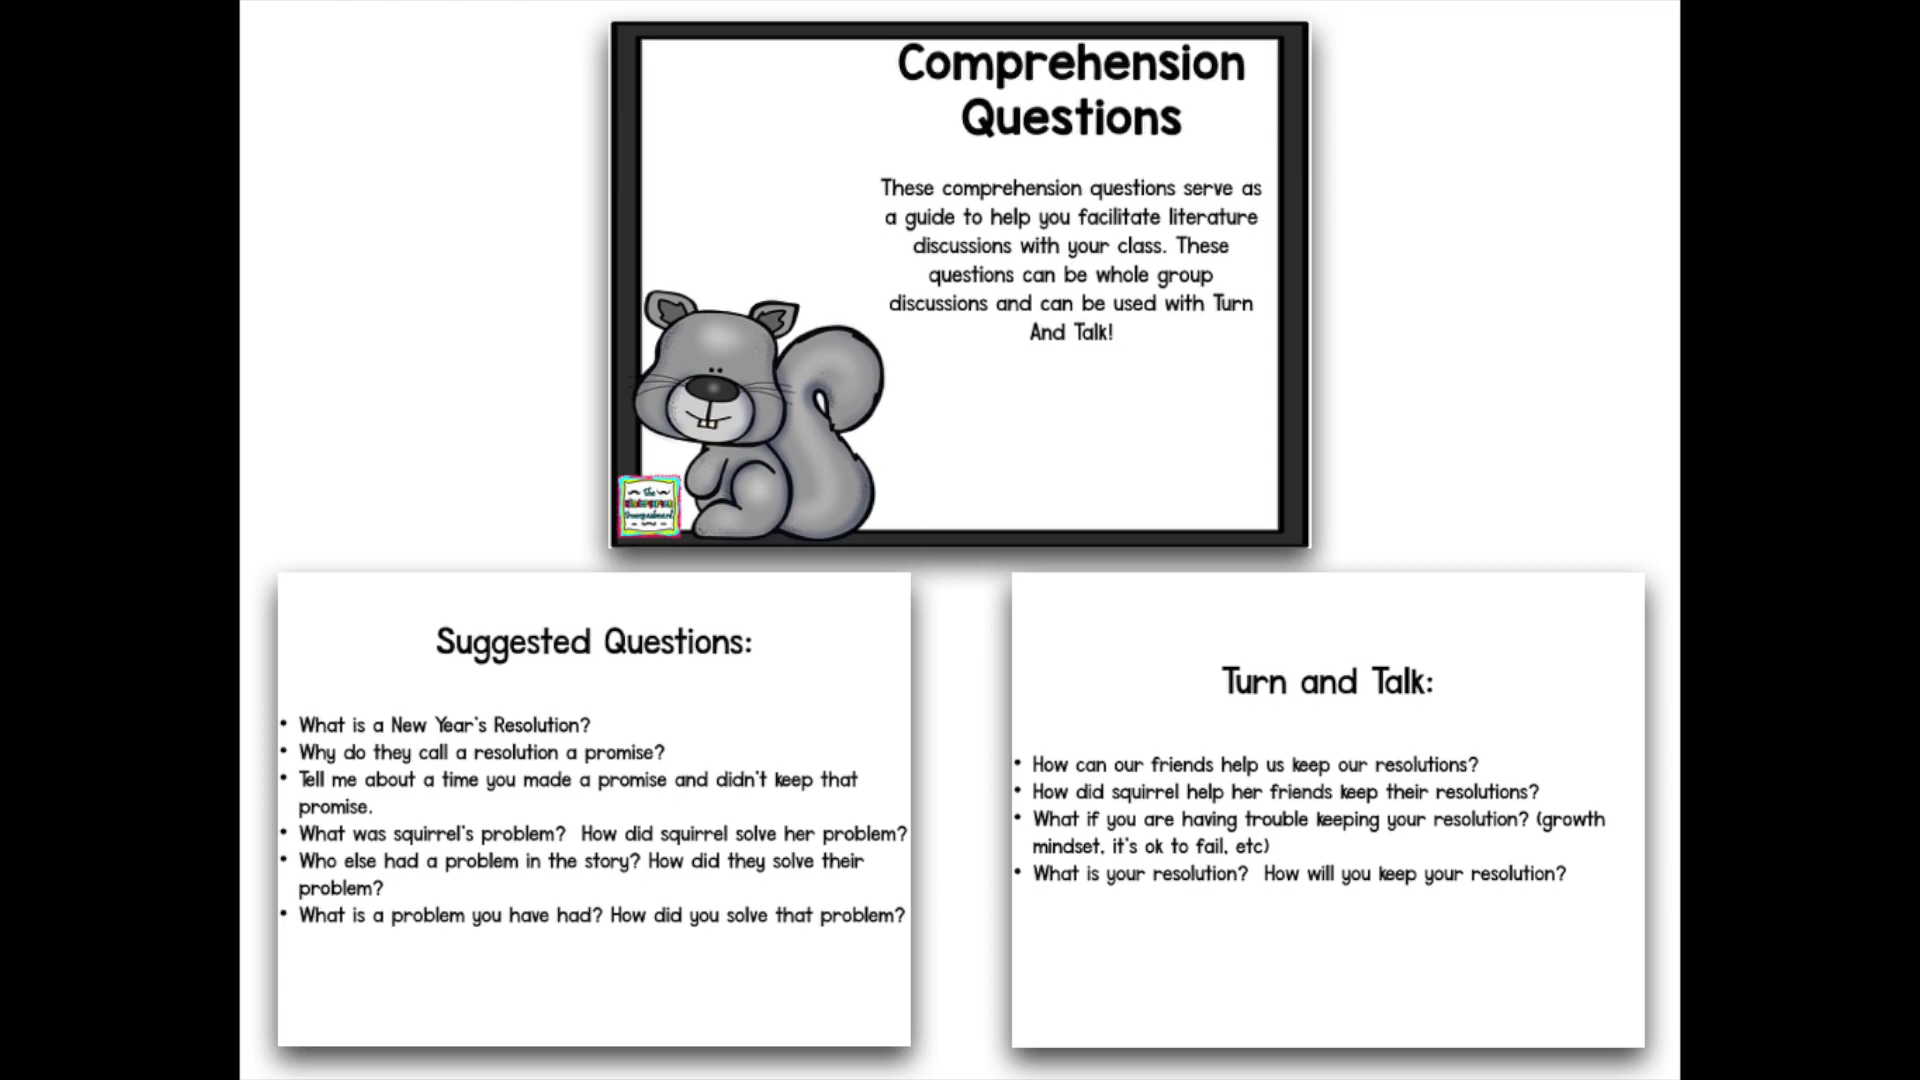 Comprehension
Questions
These comprehension questions serve as
a guide to help you facilitate literature
discussions with your class. These
questions can be whole group
discussions and can be used with Turn
And Talk!
The
Suggested Questions:
• What is a New Year's Resolution?
• Why do they call a resolution a promise?
• Tell me about a time you made a promise and didn't keep that
promise.
• What was squirrel's problem? How did squirrel solve her problem?
• Who else had a problem in the story? How did they solve their
problem?
• What is a problem you have had? How did you solve that problem?
Turn and Talk:
• How can our friends help us keep our resolutions?
• How did squirrel help her friends keep their resolutions?
• What if you are having trouble keeping your resolution? (growth
mindset, it's ok to fail, etc)
• What is your resolution? How will you keep your resolution?